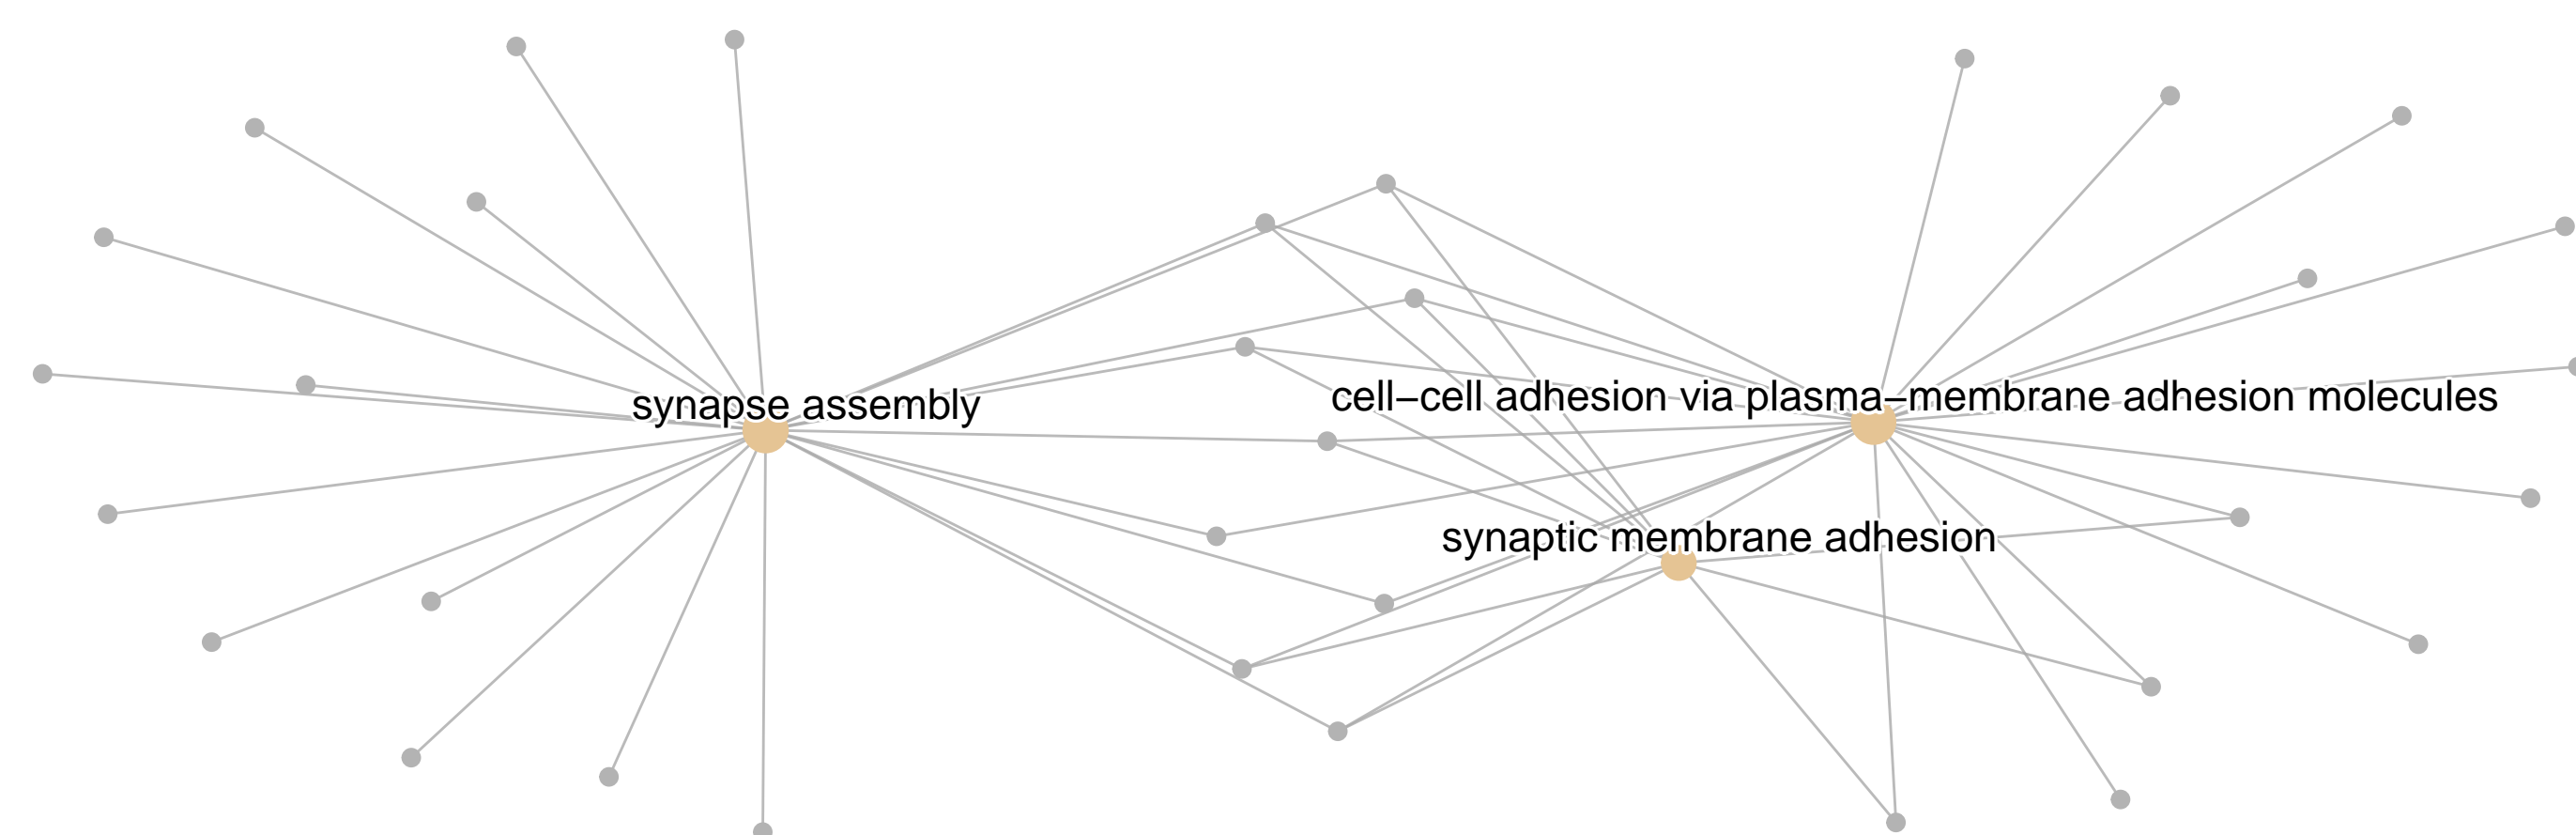 synapse assembly
cell–cell adhesion via plasma–membrane adhesion molecules
synaptic membrane adhesion